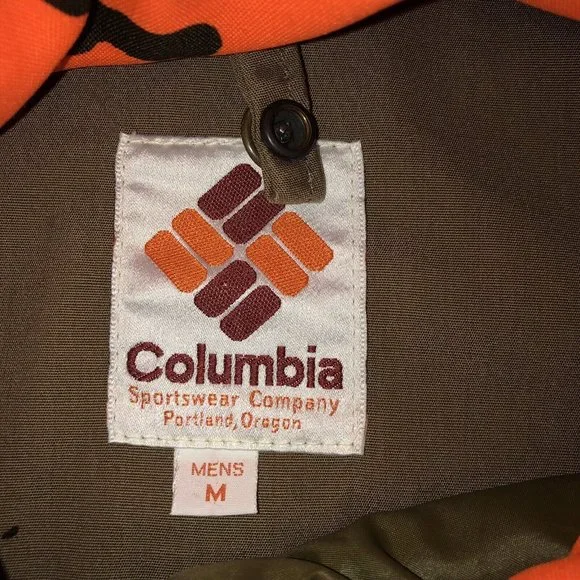 Columbia
Sportswear Company
Portland, Oregon
MENS
M